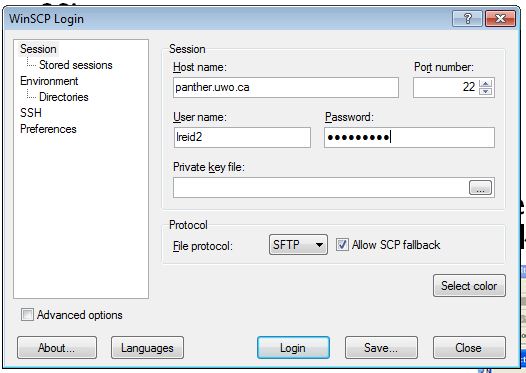 WinSCP Login
Session
Stored sessions
Environment
Directories
SSH
Preferences
Session
Host name:
Port number:
panther.uwo.ca
22
User name:
Password:
lreid2
●●●●●●●●●
Private key file:
...
Protocol
File protocol:
SFTP
Allow SCP fallback
Select color
Advanced options
About...
Languages
Login
Save...
Close